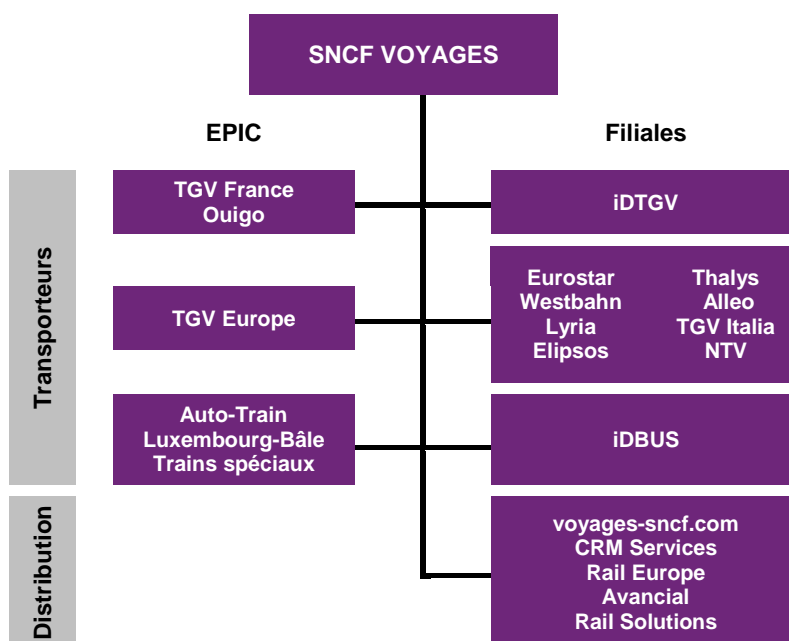 SNCF VOYAGES
EPIC
Filiales
Transporteurs
TGV France
Ouigo
iDTGV
TGV Europe
Eurostar
Westbahn
Lyria
Elipsos
Thalys
Alleo
TGV Italia
NTV
Auto-Train
Luxembourg-Bâle
Trains spéciaux
iDBUS
Distribution
voyages-sncf.com
CRM Services
Rail Europe
Avancial
Rail Solutions